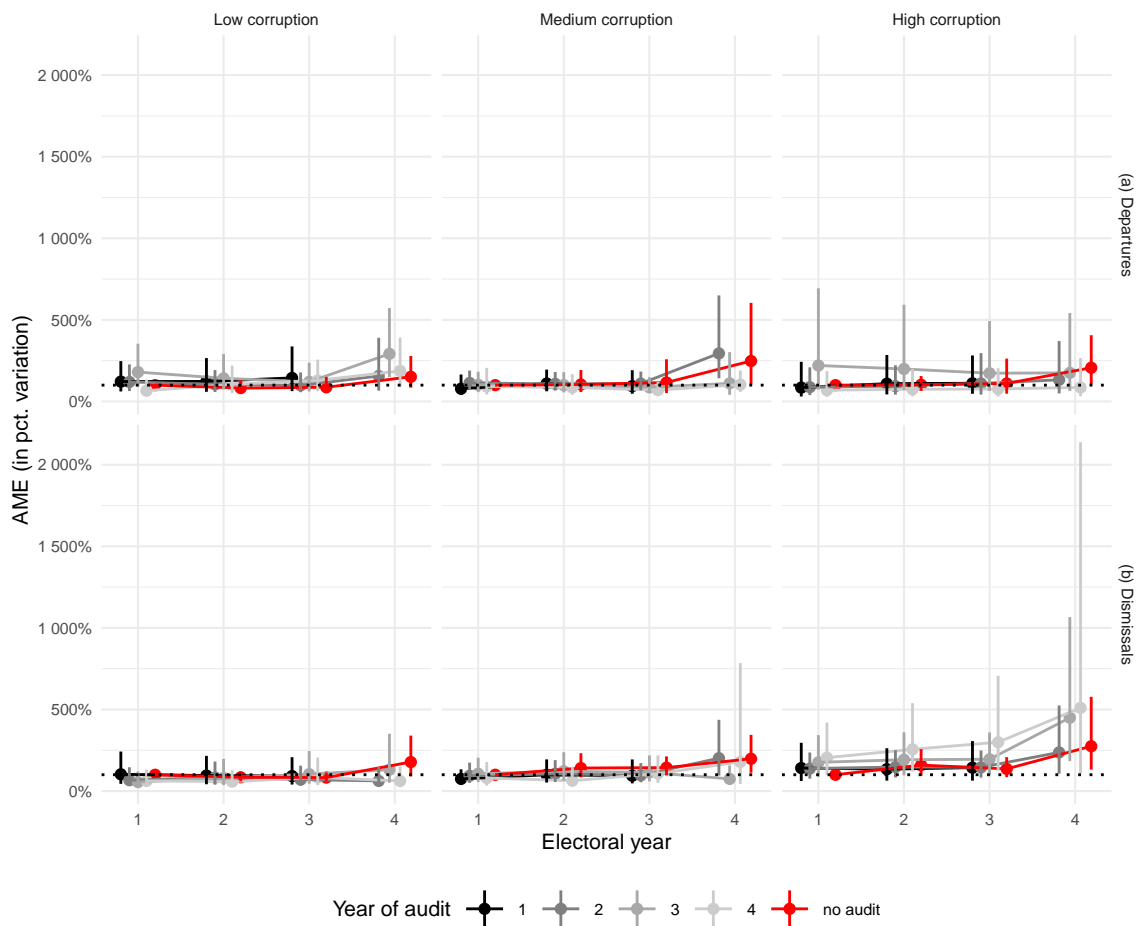 Low corruption
Medium corruption
High corruption
2 000%
1 500%
1 000%
500%
0%
(a) Departures
2 000%
1 500%
1 000%
500%
0%
(b) Dismissals
AME (in pct. variation)
1 2 3 4
1 2 3 4
1 2 3 4
Electoral year
Year of audit 1 2 3 4 no audit